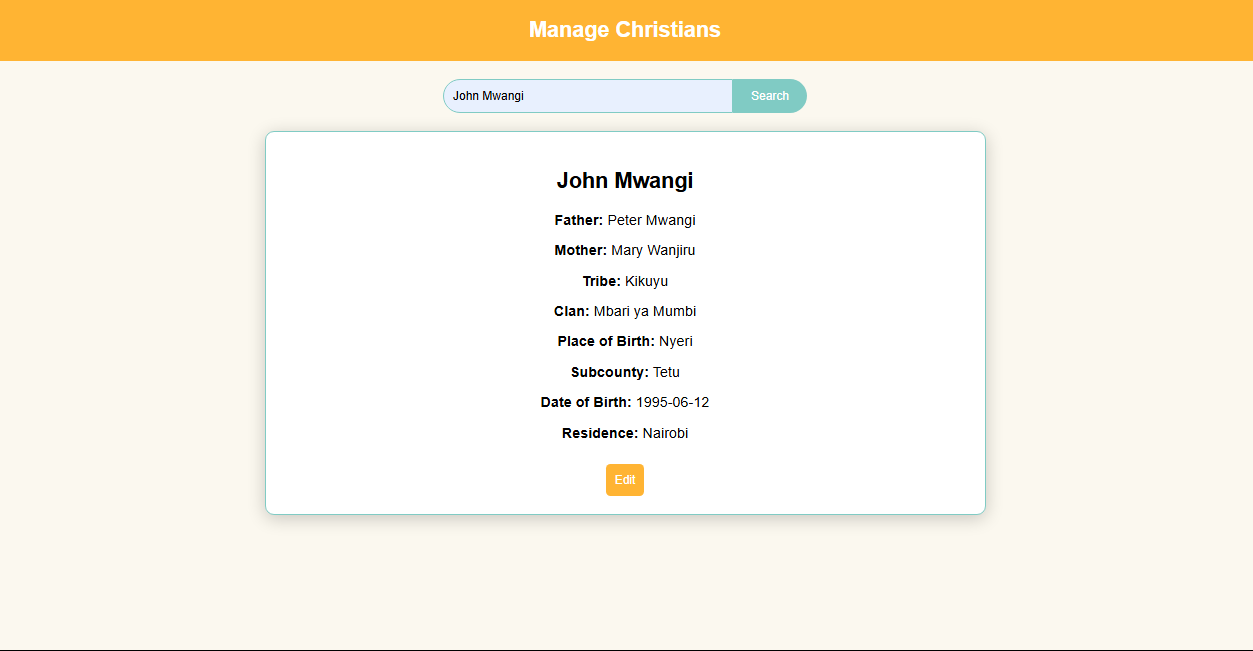 Manage Christians
John Mwangi
Search
John Mwangi
Father: Peter Mwangi
Mother: Mary Wanjiru
Tribe: Kikuyu
Clan: Mbari ya Mumbi
Place of Birth: Nyeri
Subcounty: Tetu
Date of Birth: 1995-06-12
Residence: Nairobi
Edit